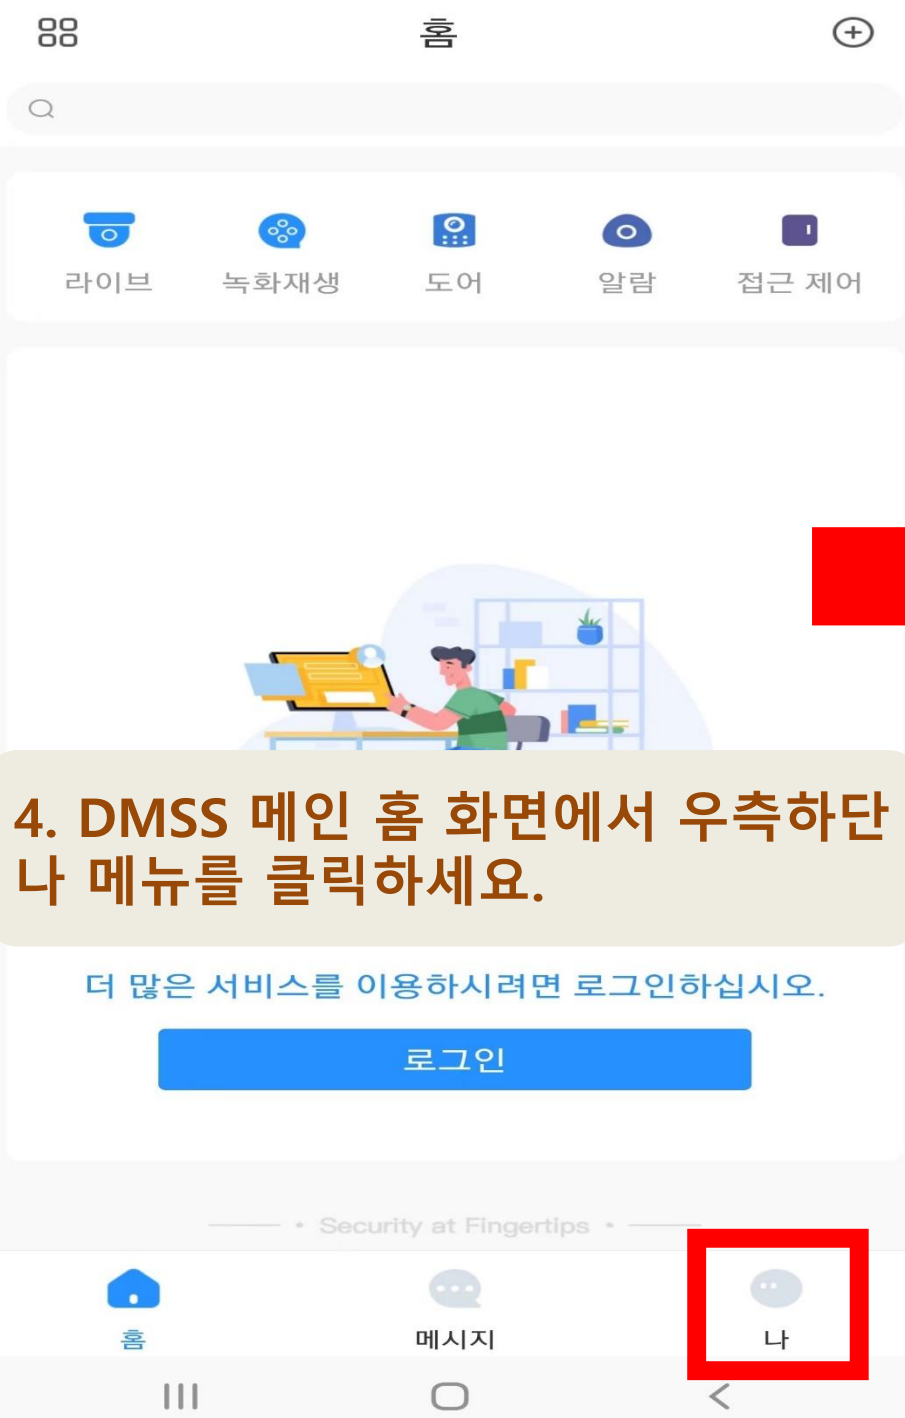 홈
라이브 녹화재생 도어 알람 접근 제어
4. DMSS 메인 홈 화면에서 우측하단
나 메뉴를 클릭하세요.
더 많은 서비스를 이용하시려면 로그인하십시오.
로그인
Security at Fingertips
홈 메시지 나